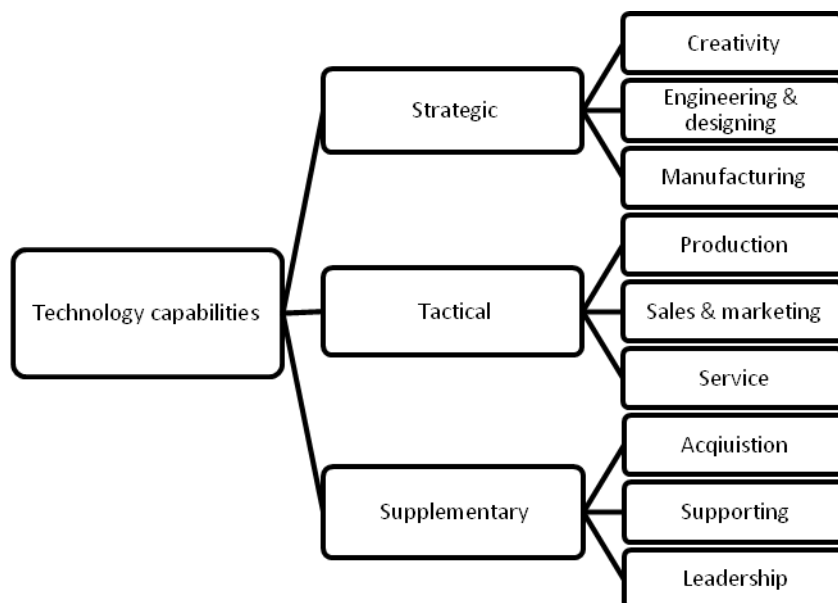 Creativity
Strategic
Engineering &
designing
Manufacturing
Production
Technology capabilities
Tactical
Sales & marketing
Service
Acqiuistion
Supplementary
Supporting
Leadership